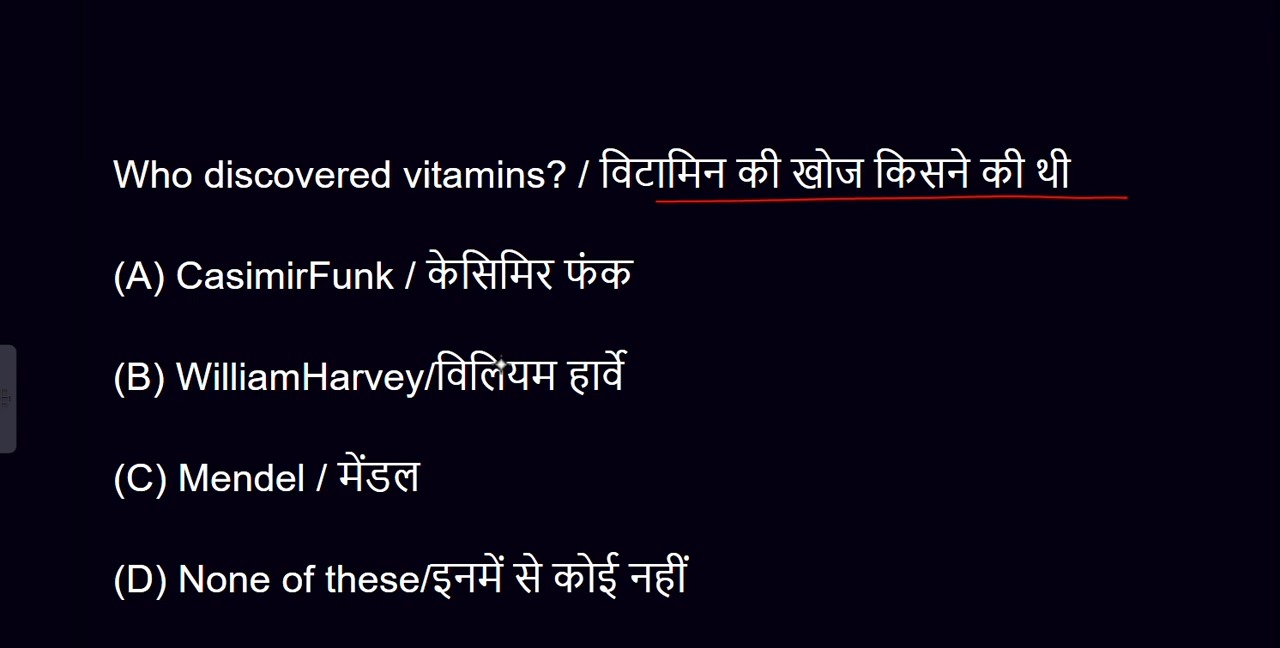 Who discovered vitamins? / विटामिन की खोज किसने की थी
(A) CasimirFunk / केसिमिर फंक
(B) WilliamHarvey/विलियम हार्वे
(C) Mendel / मेंडल
(D) None of these/इनमें से कोई नहीं